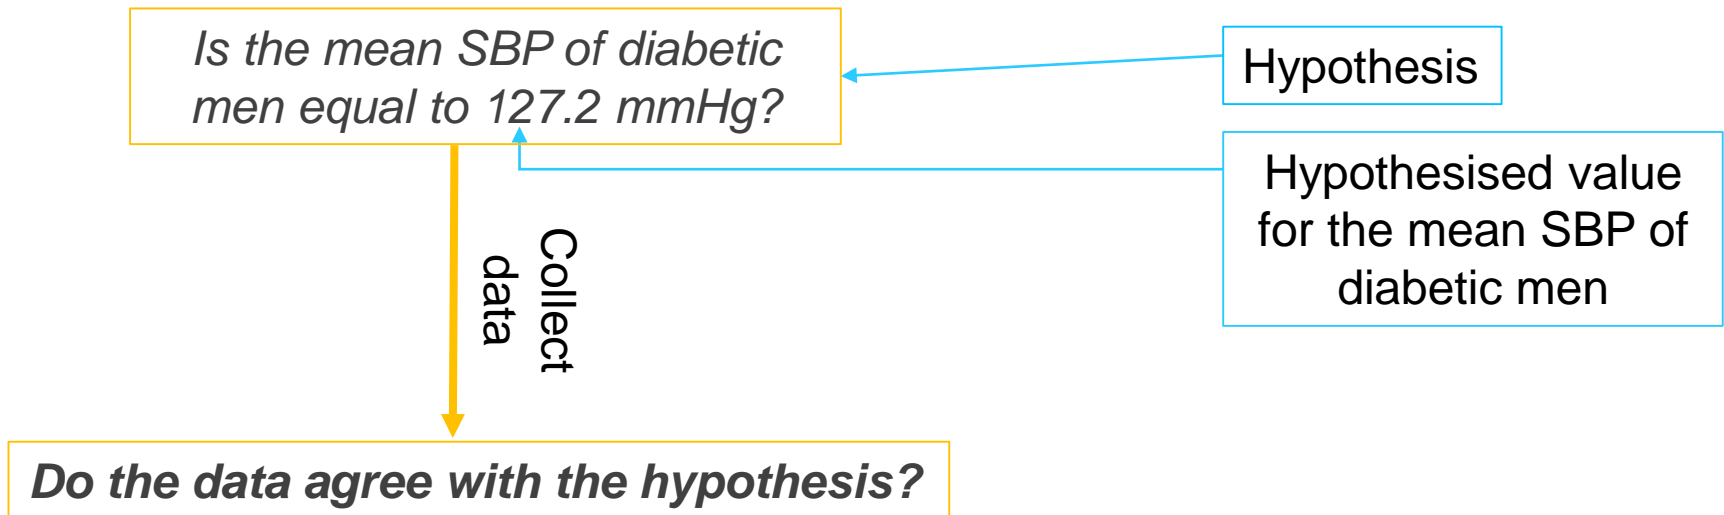 Is the mean SBP of diabetic
men equal to 127.2 mmHg?
Hypothesis
Hypothesised value
for the mean SBP of
diabetic men
Collect
data
Do the data agree with the hypothesis?